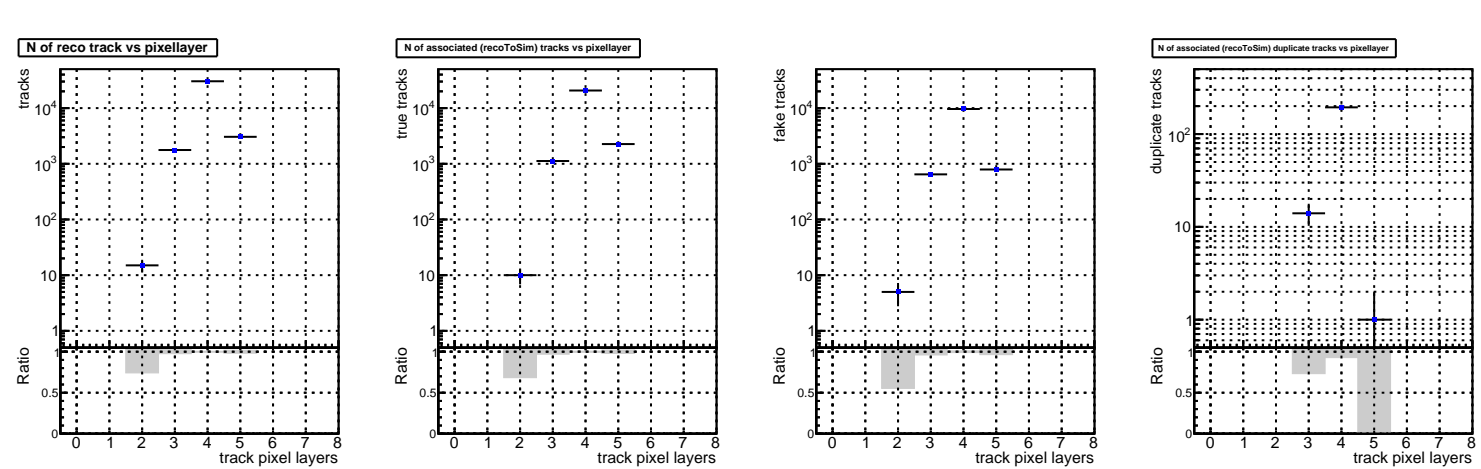 N of reco track vs pixellayer
tracks
10⁴
10³
10²
10
1
Ratio
1
0.5
0
0 1 2 3 4 5 6 7 8
track pixel layers
N of associated (recoToSim) tracks vs pixellayer
true tracks
10⁴
10³
10²
10
1
Ratio
1
0.5
0
0 1 2 3 4 5 6 7 8
track pixel layers
fake tracks
10⁴
10³
10²
10
1
Ratio
1
0.5
0
0 1 2 3 4 5 6 7 8
track pixel layers
N of associated (recoToSim) duplicate tracks vs pixellayer
duplicate tracks
10²
10
1
Ratio
1
0.5
0
0 1 2 3 4 5 6 7 8
track pixel layers